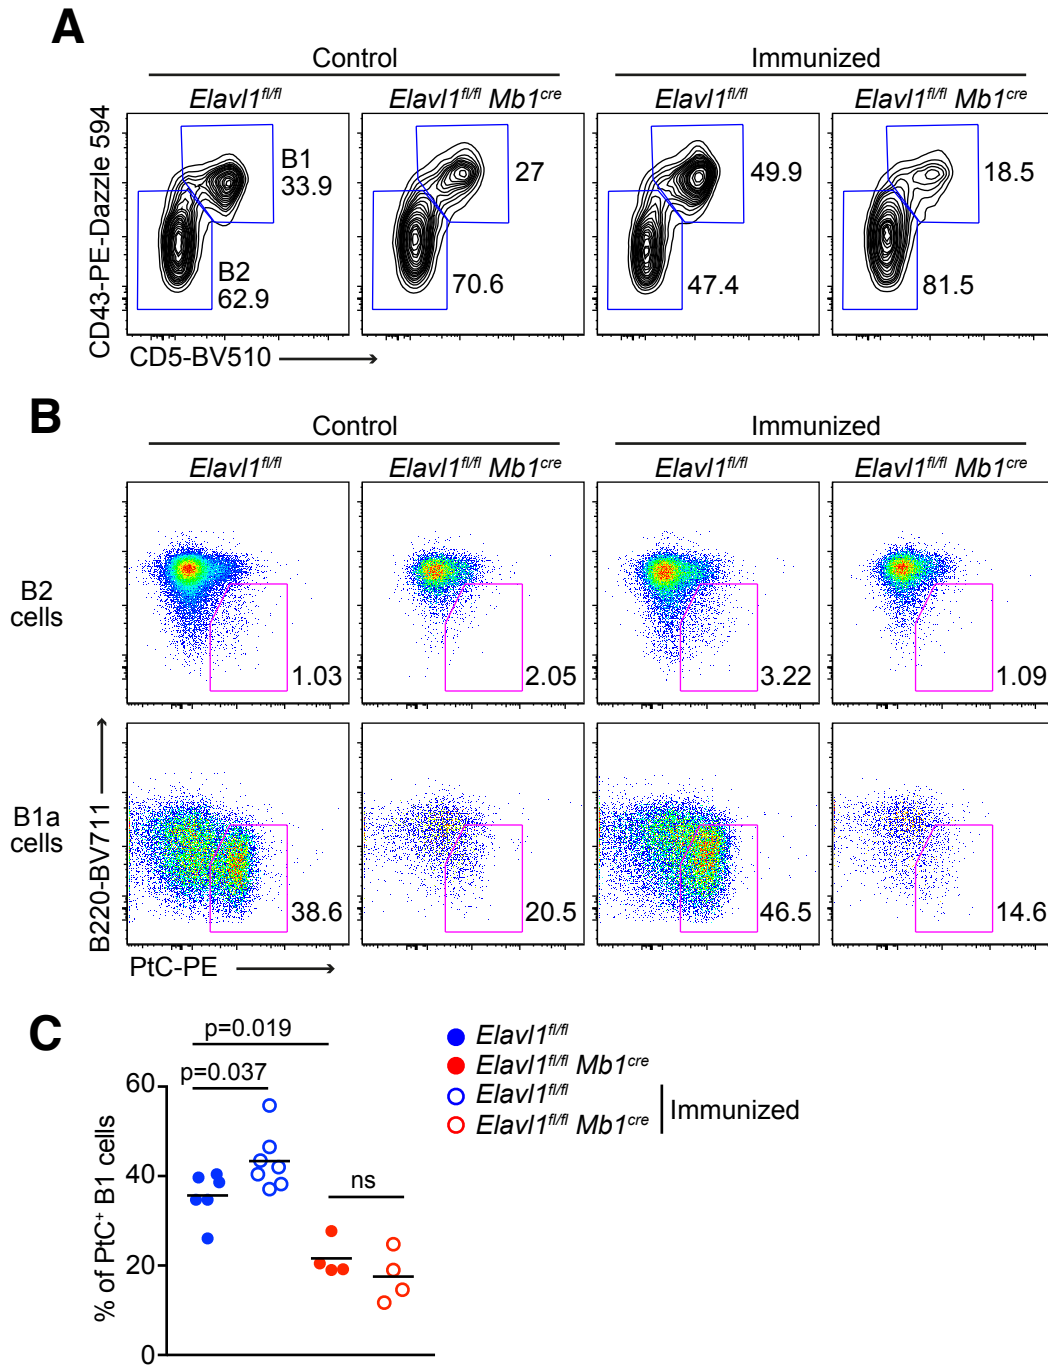 A
Control
Immunized
Elavl1fl/fl
Elavl1fl/fl Mb1cre
Elavl1fl/fl
Elavl1fl/fl Mb1cre
CD43-PE-Dazzle 594
B1
33.9
27
49.9
18.5
B2
62.9
70.6
47.4
81.5
CD5-BV510
B
Control
Immunized
Elavl1fl/fl
Elavl1fl/fl Mb1cre
Elavl1fl/fl
Elavl1fl/fl Mb1cre
B2
cells
1.03
2.05
3.22
1.09
B1a
cells
38.6
20.5
46.5
14.6
B220-BV711
PtC-PE
C
p=0.019
p=0.037
ns
% of PtC+ B1 cells
60
40
20
0
Elavl1fl/fl
Elavl1fl/fl Mb1cre
Elavl1fl/fl
Elavl1fl/fl Mb1cre
Immunized